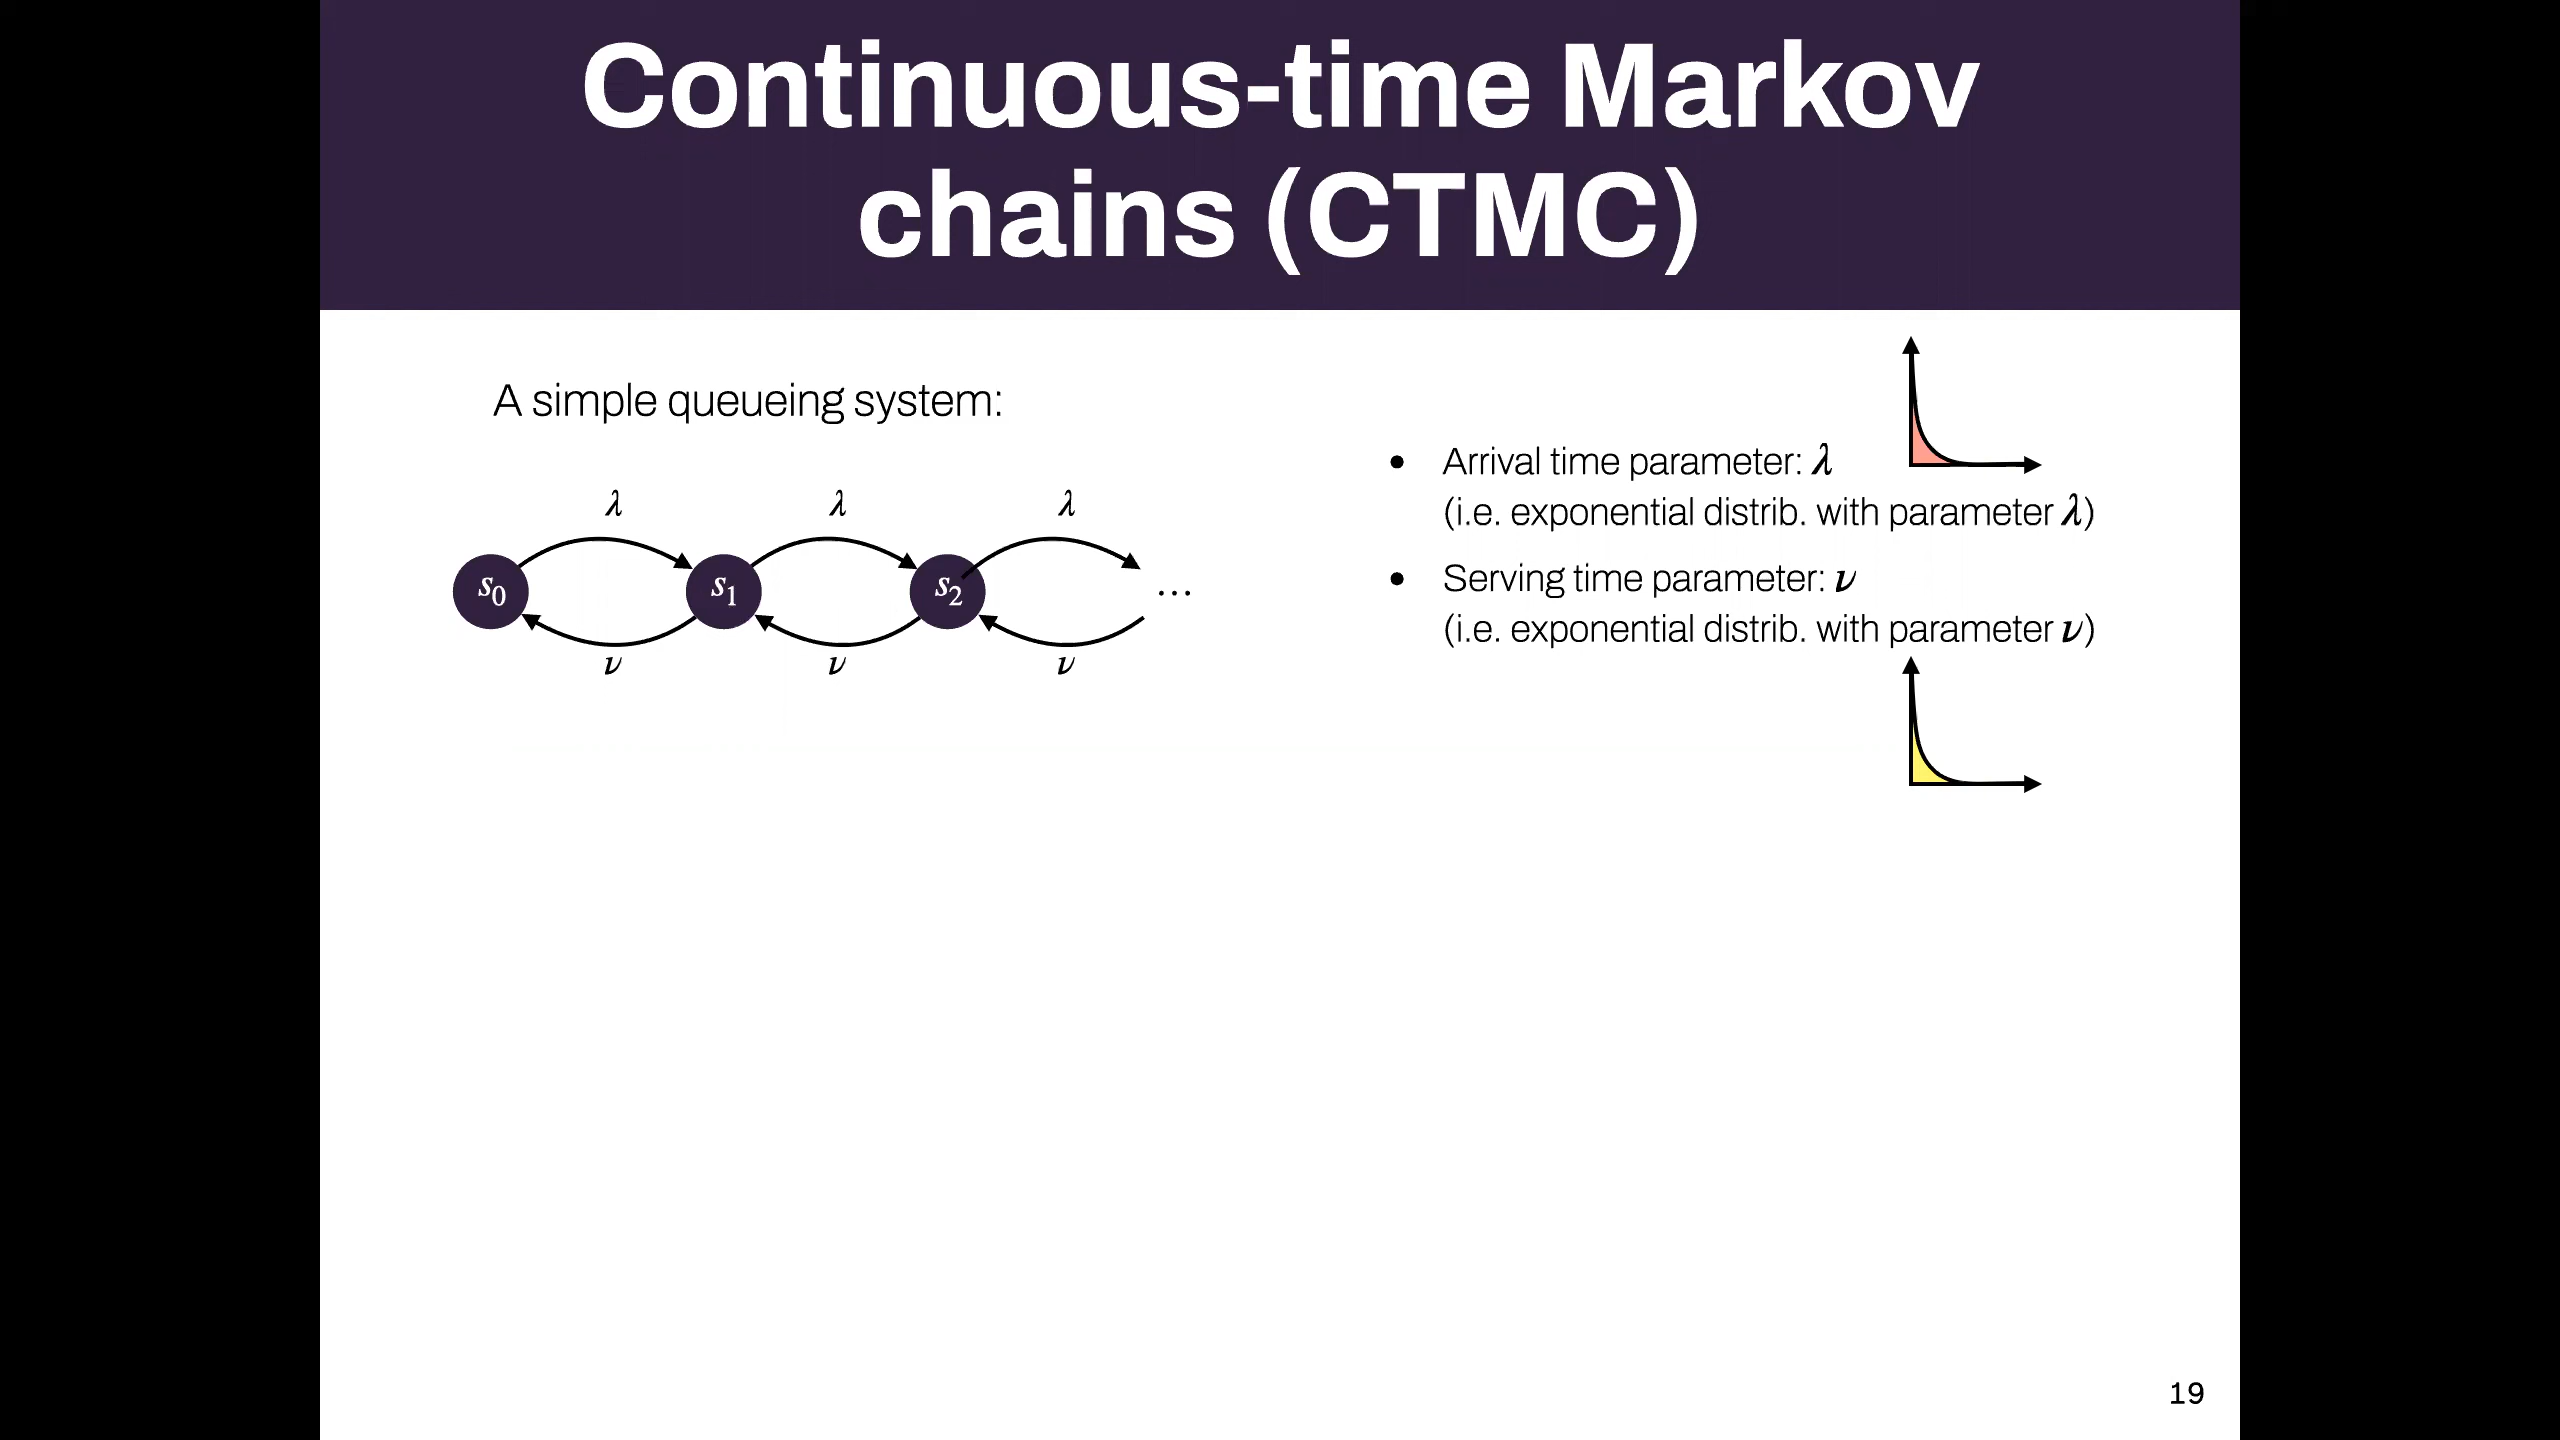 Continuous-time Markov
chains (CTMC)
A simple queueing system:
λ λ λ
s0 s1 s2 ...
ν ν ν
• Arrival time parameter: λ
(i.e. exponential distrib. with parameter λ)
• Serving time parameter: ν
(i.e. exponential distrib. with parameter ν)
19